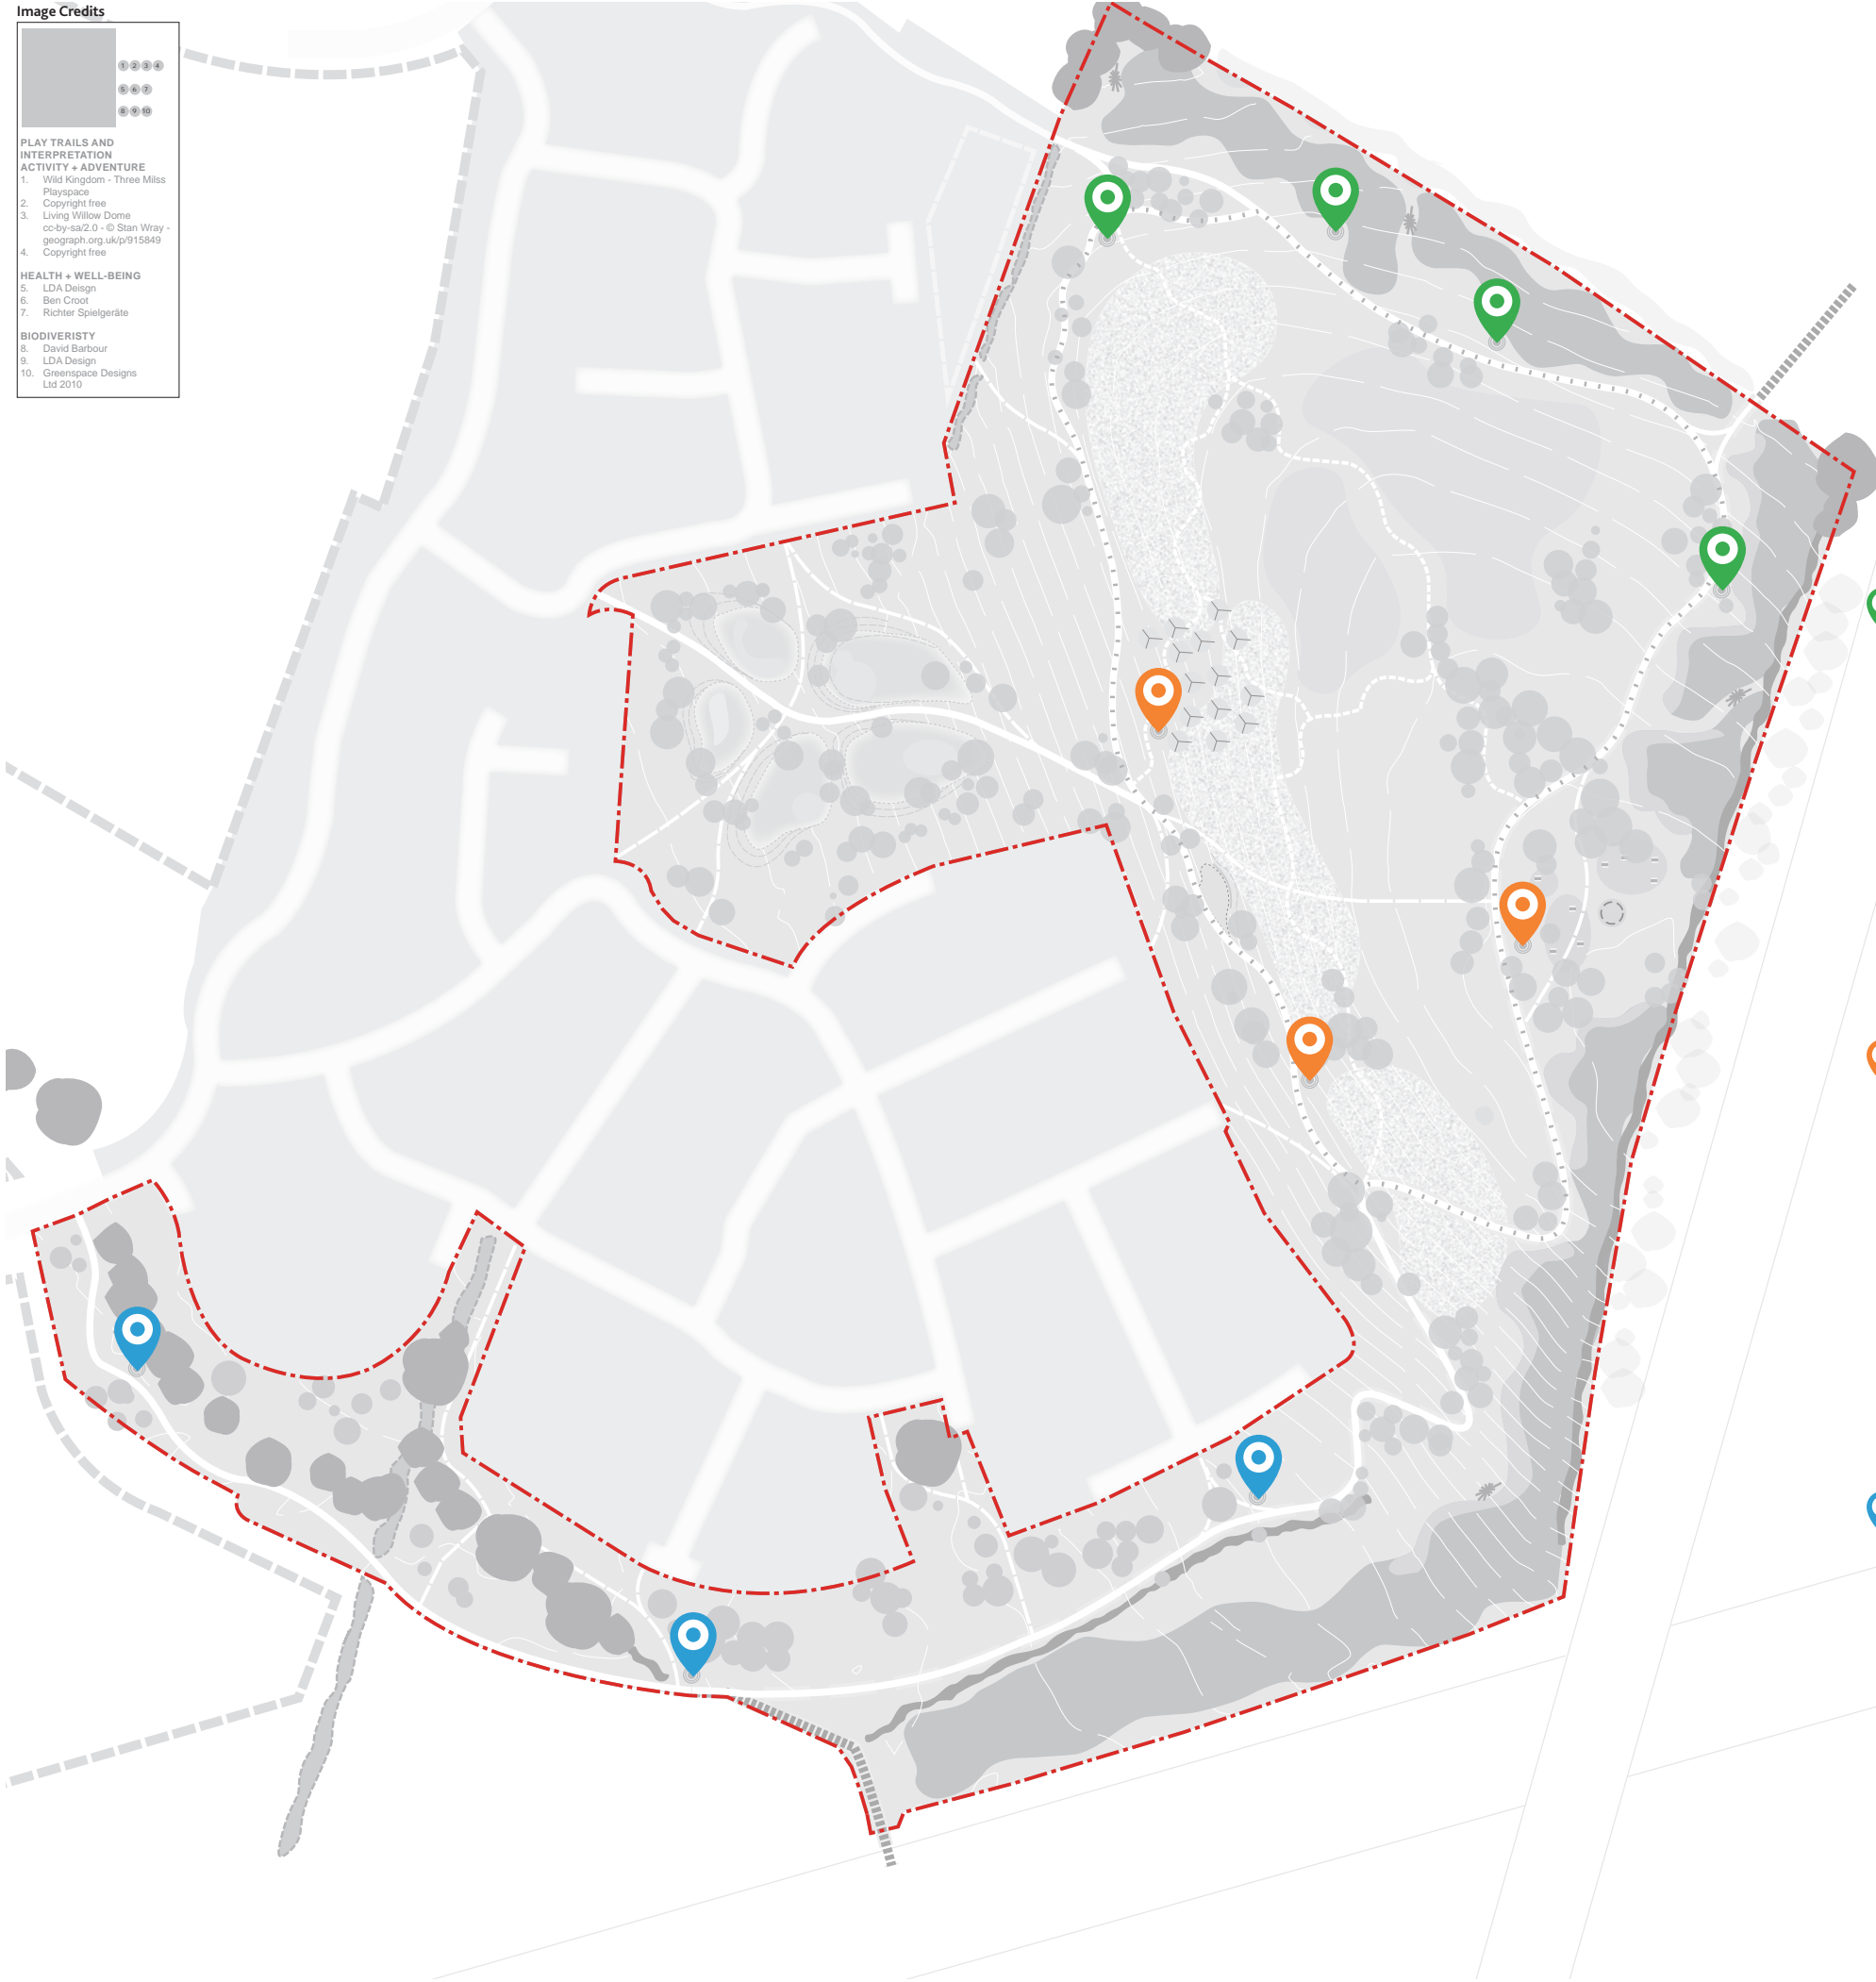 Image Credits
1 2 3 4
5 6 7
8 9 10
PLAY TRAILS AND
INTERPRETATION
ACTIVITY + ADVENTURE
1. Wild Kingdom - Three Milss
Playspace
2. Copyright free
3. Living Willow Dome
cc-by-sa/2.0 - © Stan Wray -
geograph.org.uk/p/915849
4. Copyright free
HEALTH + WELL-BEING
5. LDA Deisgn
6. Ben Croot
7. Richter Spielgeräte
BIODIVERISTY
8. David Barbour
9. LDA Design
10. Greenspace Designs
Ltd 2010